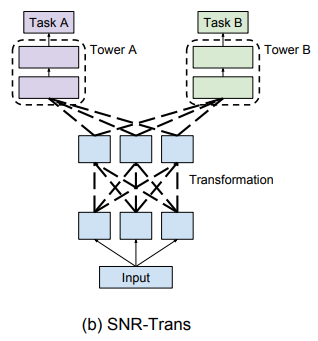 Task A
Task B
Tower A
Tower B
Transformation
Input
(b) SNR-Trans